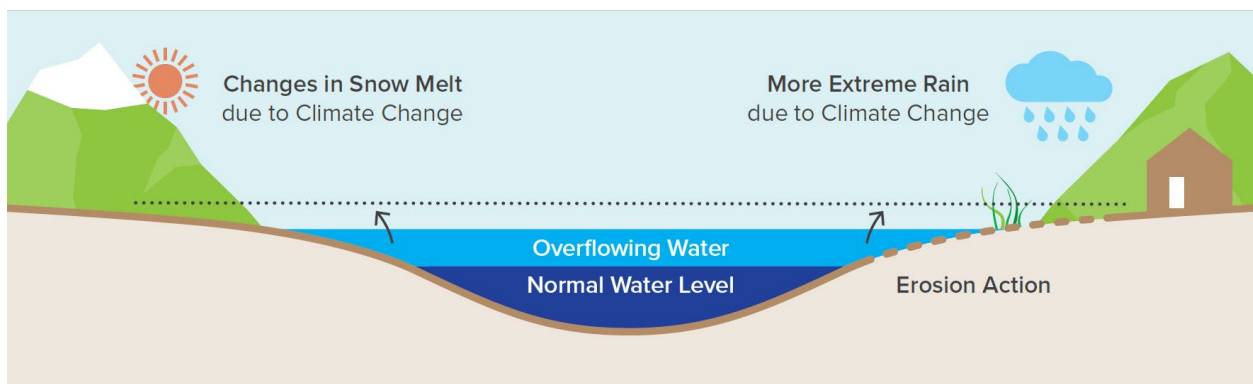 Changes in Snow Melt
due to Climate Change
More Extreme Rain
due to Climate Change
Overflowing Water
Normal Water Level
Erosion Action